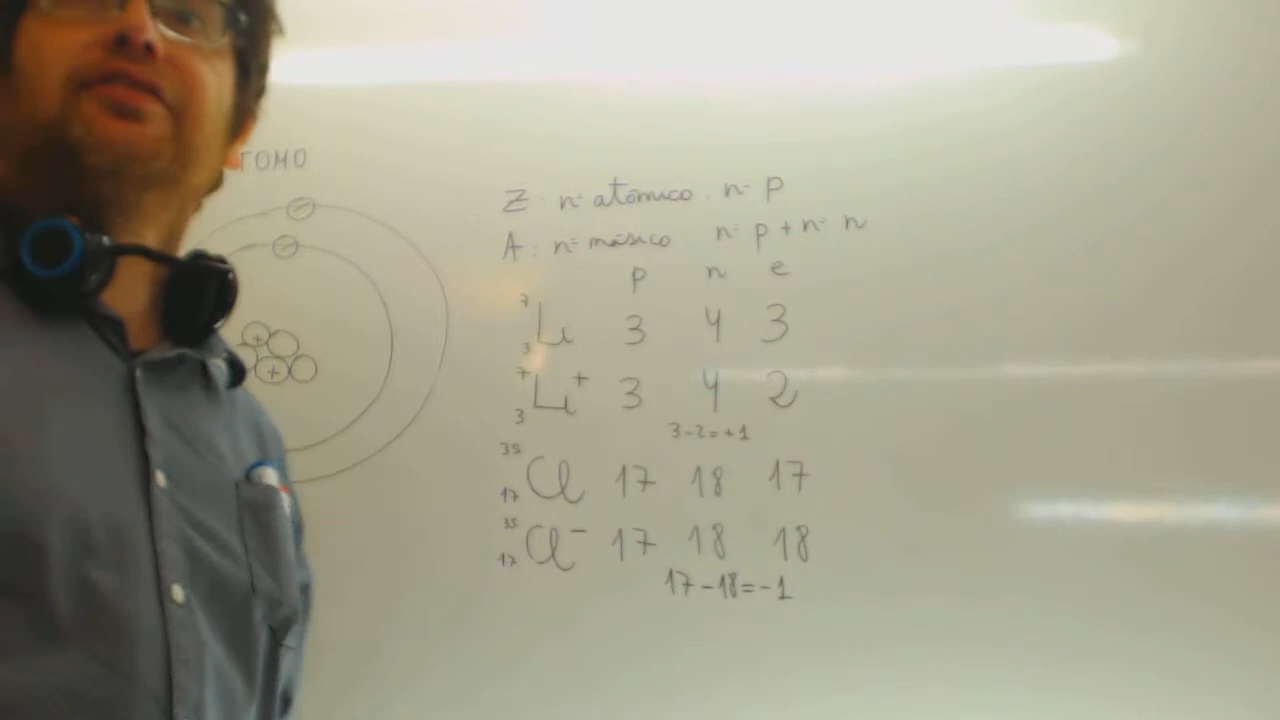 TOMO
Z: nº atómico. nº p
A: nº másico nº p + nº n
p n e
7 3 Li 3 4 3
7 3 Li + 3 4 2
3-2=+1
35 17 Cl 17 18 17
35 17 Cl - 17 18 18
17-18=-1